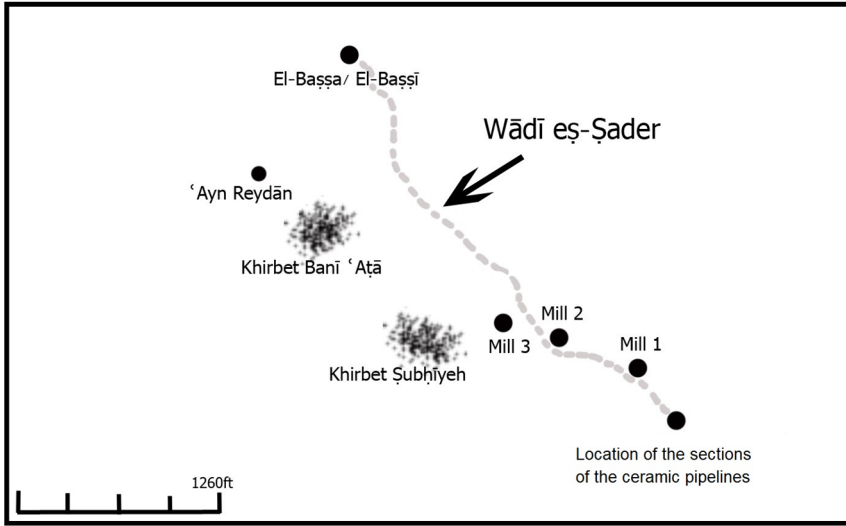 El-Baṣṣa/ El-Baṣṣī
Wādī eṣ-Ṣader
ʿAyn Reydān
Khirbet Banī ʿAṭā
Mill 2
Mill 3
Mill 1
Khirbet Ṣubḥīyeh
Location of the sections
of the ceramic pipelines
1260ft